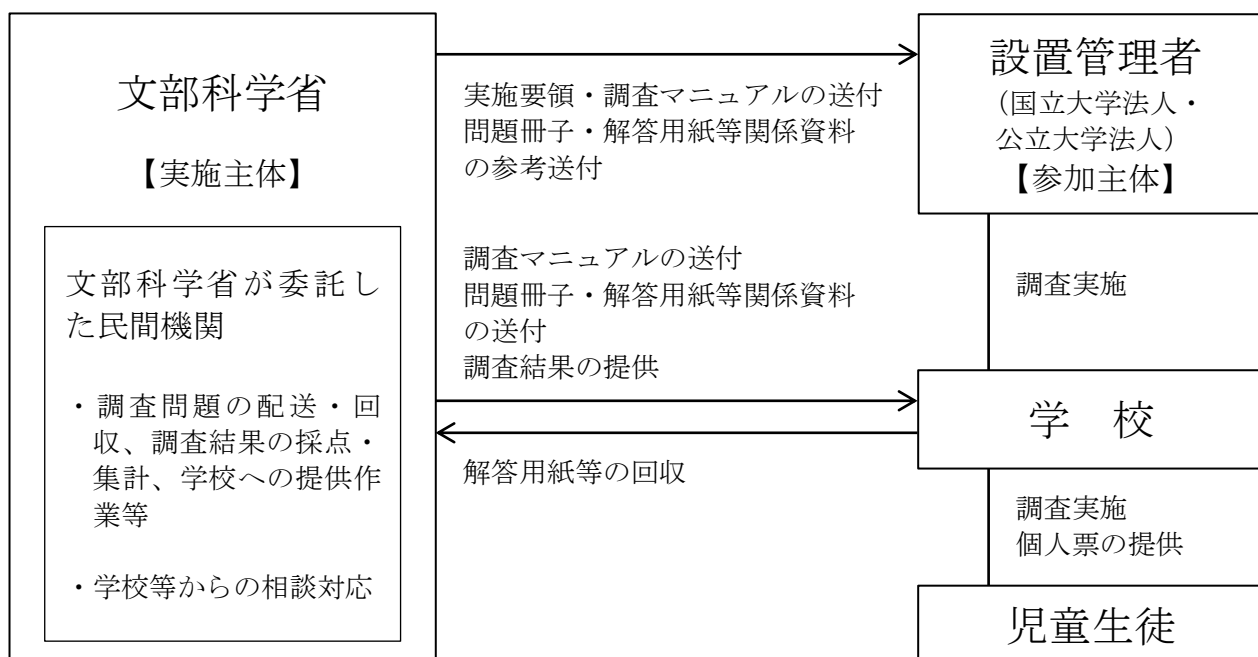 文部科学省
【実施主体】
文部科学省が委託し
た民間機関
・調査問題の配送・回
収、調査結果の採点・
集計、学校への提供作
業等
・学校等からの相談対応
実施要領・調査マニュアルの送付
問題冊子・解答用紙等関係資料
の参考送付
調査マニュアルの送付
問題冊子・解答用紙等関係資料
の送付
調査結果の提供
解答用紙等の回収
設置管理者
（国立大学法人・
公立大学法人）
【参加主体】
調査実施
学　校
調査実施
個人票の提供
児童生徒